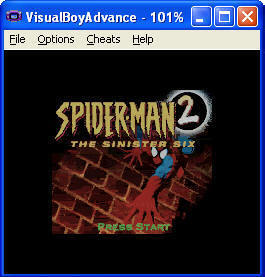 VisualBoyAdvance - 101%
File Options Cheats Help
SPIDER-MAN 2
THE SINISTER SIX
PRESS START